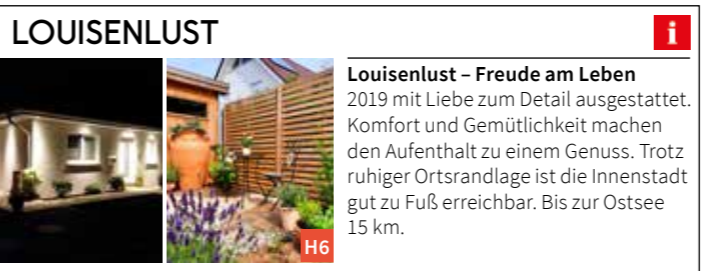 LOUISENLUST
i
Louisenlust – Freude am Leben
2019 mit Liebe zum Detail ausgestattet.
Komfort und Gemütlichkeit machen
den Aufenthalt zu einem Genuss. Trotz
ruhiger Ortsrandlage ist die Innenstadt
gut zu Fuß erreichbar. Bis zur Ostsee
15 km.
H6